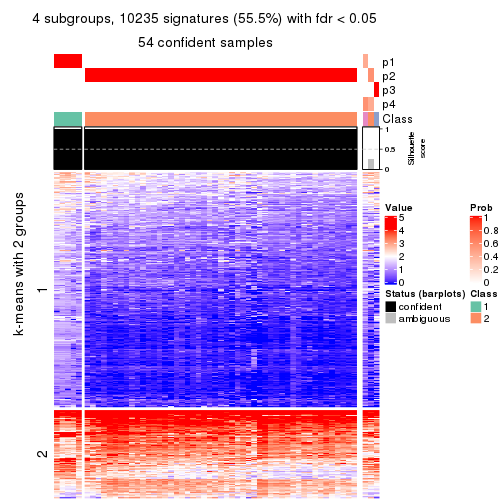 4 subgroups, 10235 signatures (55.5%) with fdr < 0.05
54 confident samples
p1
p2
p3
p4
Class
1
0.5
0
Silhouette
score
k-means with 2 groups
1
2
Value
5
4
3
2
1
0
Prob
1
0.8
0.6
0.4
0.2
0
Status (barplots)
confident
ambiguous
Class
1
2